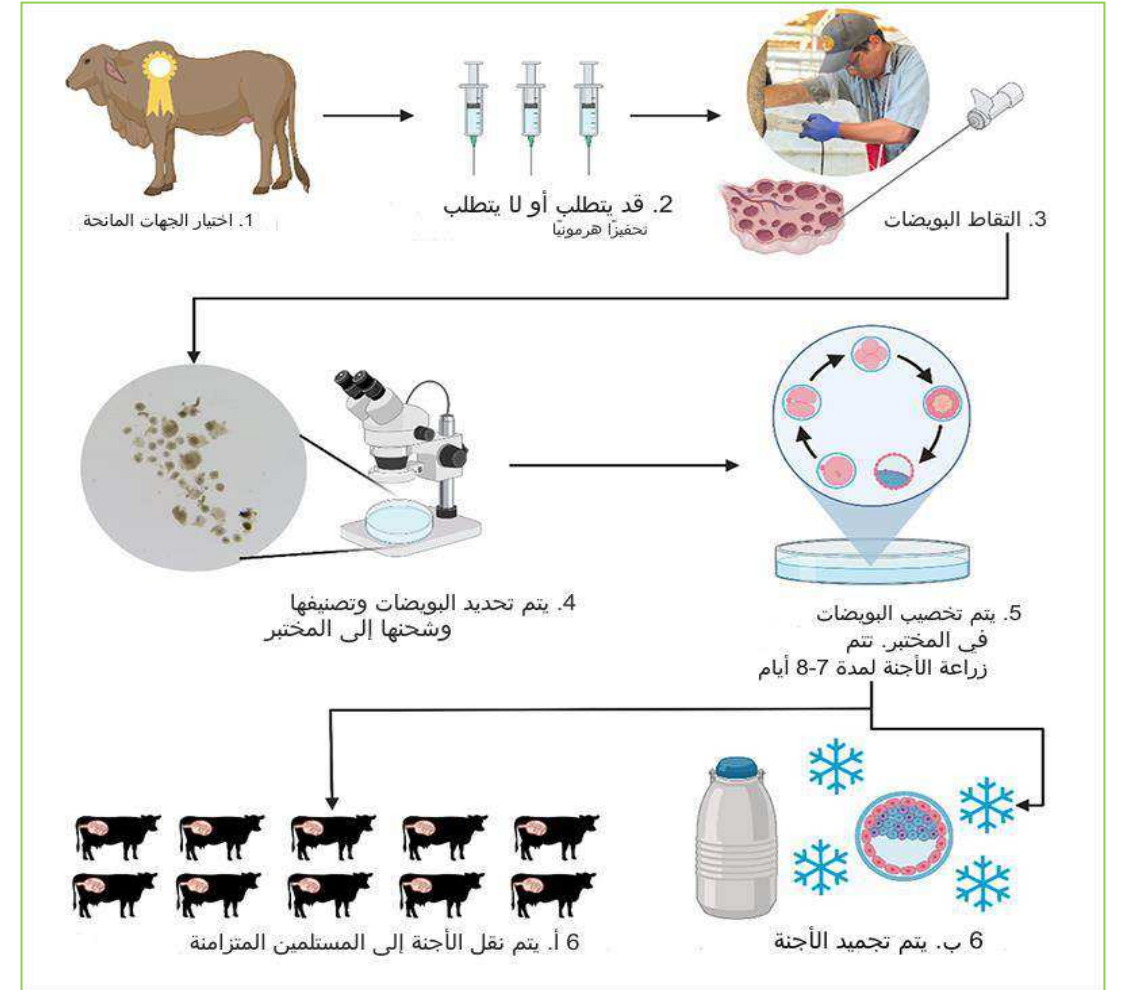 1. اختيار الجهات المانحة
2. قد يتطلب أو لا يتطلب
تحفيزًا هرمونيًا
3. التقاط البويضات
4. يتم تحديد البويضات وتصنيفها
وشحنها إلى المختبر
5. يتم تخصيب البويضات
في المختبر. تتم
زراعة الأجنة لمدة 7-8 أيام
6 أ. يتم نقل الأجنة إلى المستلمين المتزامنة
6 ب. يتم تجميد الأجنة